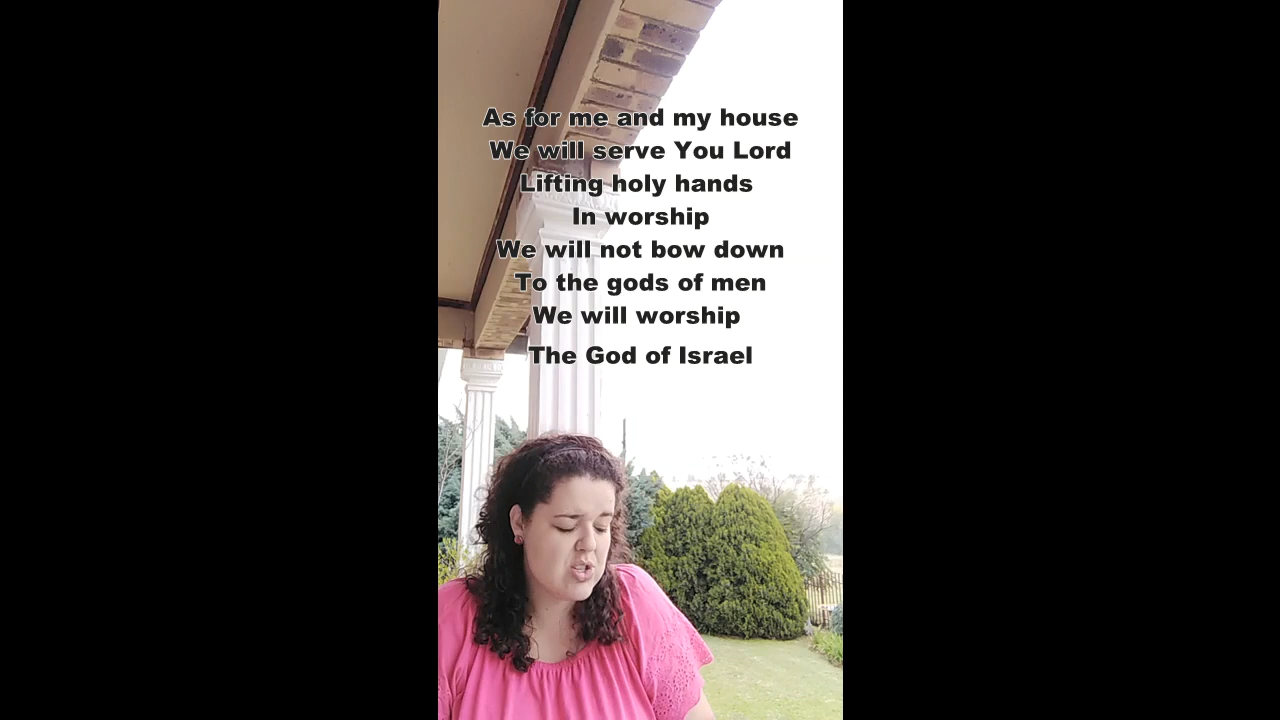 As for me and my house
We will serve You Lord
Lifting holy hands
In worship
We will not bow down
To the gods of men
We will worship
The God of Israel